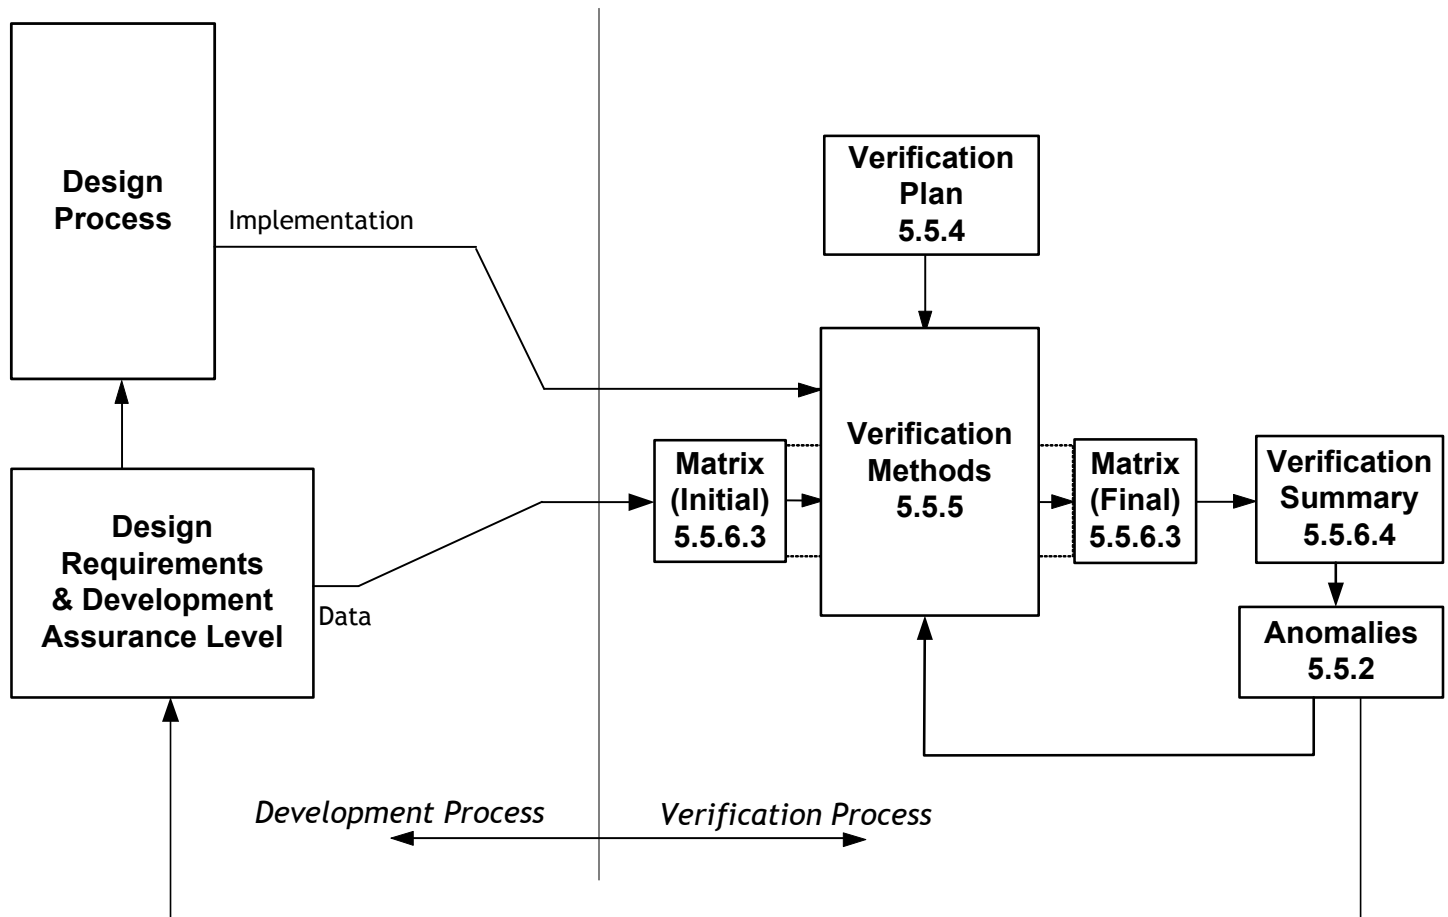 Design
Process
Implementation
Verification
Plan
5.5.4
Design
Requirements
& Development
Assurance Level
Data
Matrix
(Initial)
5.5.6.3
Verification
Methods
5.5.5
Matrix
(Final)
5.5.6.3
Verification
Summary
5.5.6.4
Anomalies
5.5.2
Development Process
Verification Process